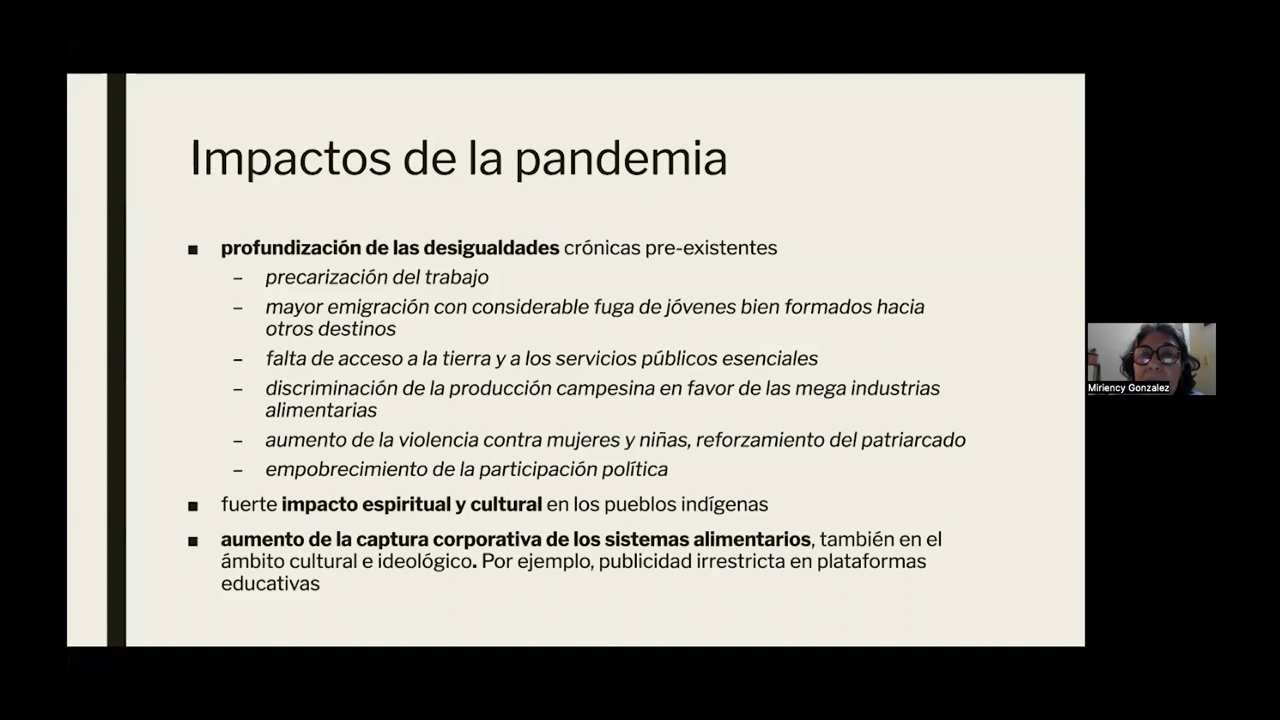 Impactos de la pandemia
▪ profundización de las desigualdades crónicas pre-existentes
– precarización del trabajo
– mayor emigración con considerable fuga de jóvenes bien formados hacia
otros destinos
– falta de acceso a la tierra y a los servicios públicos esenciales
– discriminación de la producción campesina en favor de las mega industrias
alimentarias
– aumento de la violencia contra mujeres y niñas, reforzamiento del patriarcado
– empobrecimiento de la participación política
▪ fuerte impacto espiritual y cultural en los pueblos indígenas
▪ aumento de la captura corporativa de los sistemas alimentarios, también en el
ámbito cultural e ideológico. Por ejemplo, publicidad irrestricta en plataformas
educativas
Miriency Gonzalez